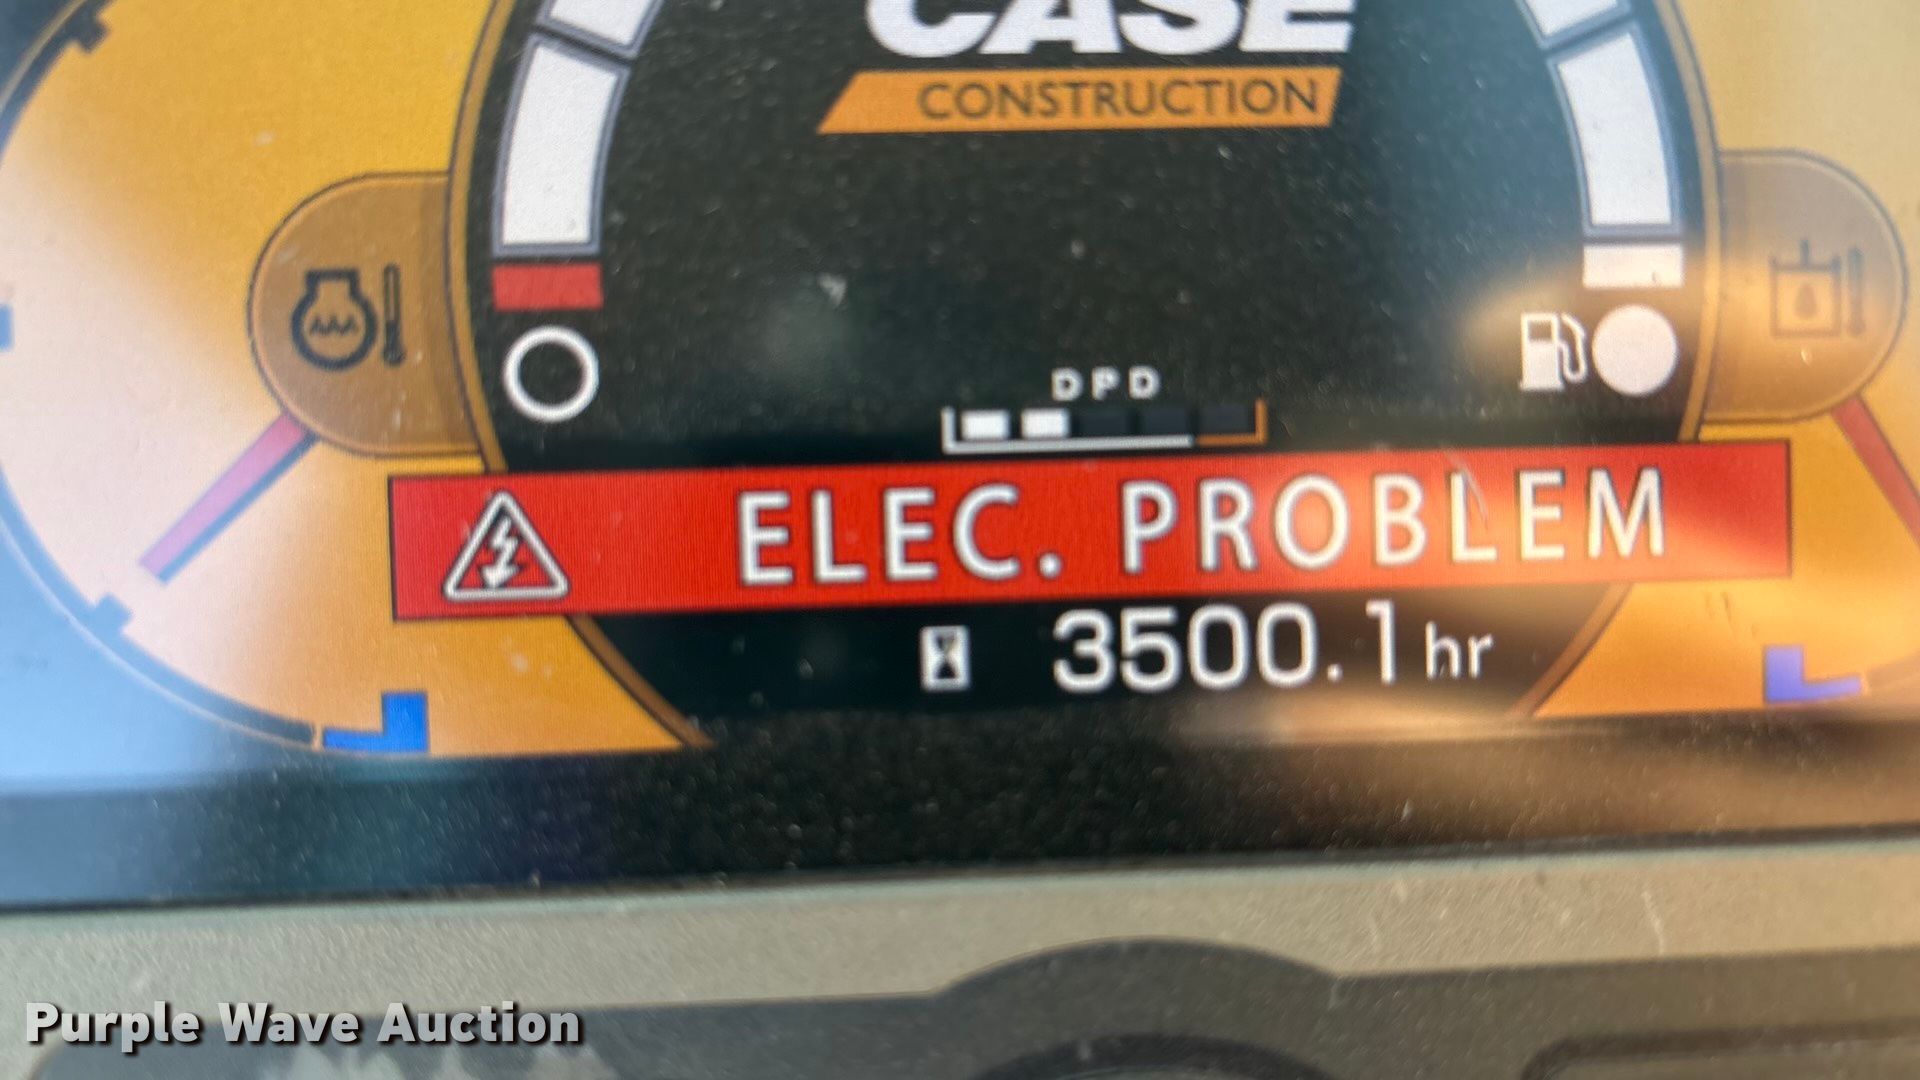 CASE
CONSTRUCTION
DPD
ELEC. PROBLEM
3500.1hr
Purple Wave Auction